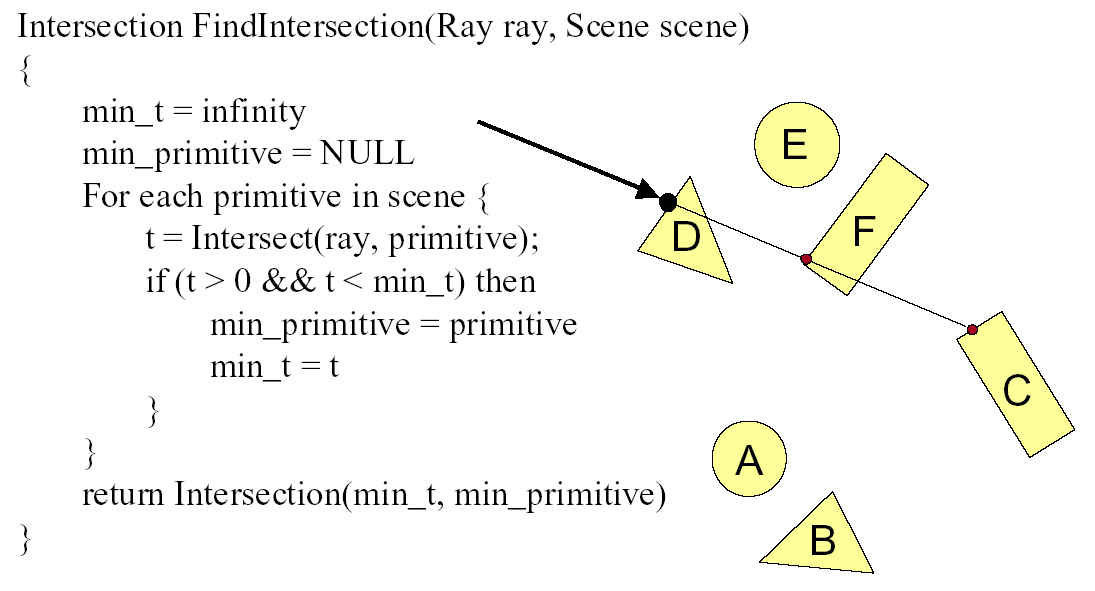 Intersection FindIntersection(Ray ray, Scene scene)
{
min_t = infinity
min_primitive = NULL
For each primitive in scene {
t = Intersect(ray, primitive);
if (t > 0 && t < min_t) then
min_primitive = primitive
min_t = t
}
}
return Intersection(min_t, min_primitive)
}
E
D
F
C
A
B